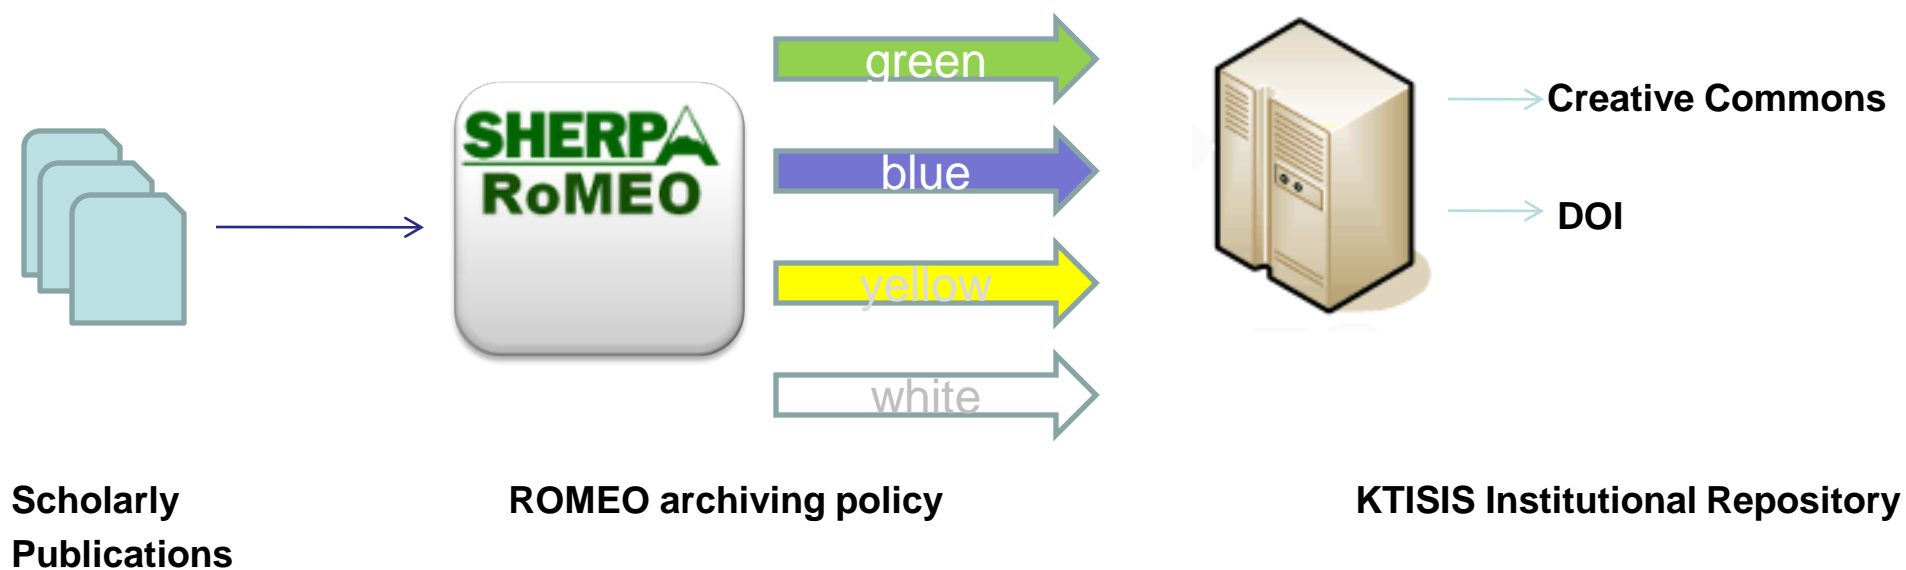 SHERPA
RoMEO
green
blue
yellow
white
Creative Commons
DOI
Scholarly
Publications
ROMEO archiving policy
KTISIS Institutional Repository